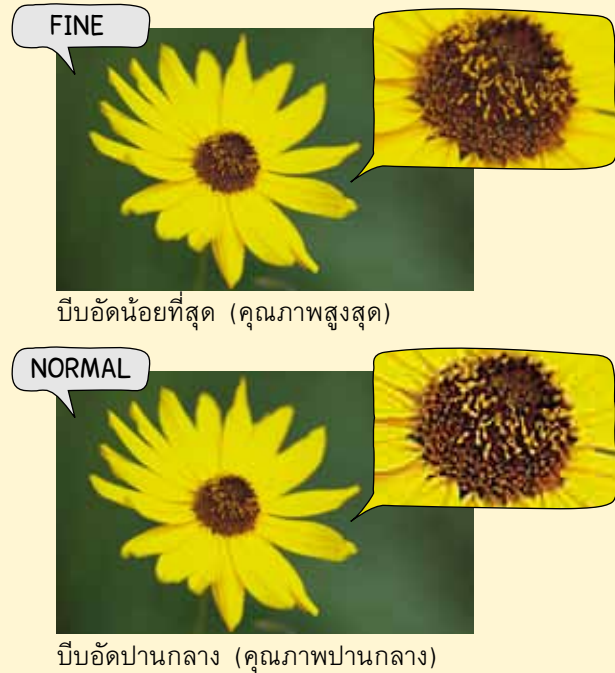 FINE
บีบอัดน้อยที่สุด (คุณภาพสูงสุด)
NORMAL
บีบอัดปานกลาง (คุณภาพปานกลาง)